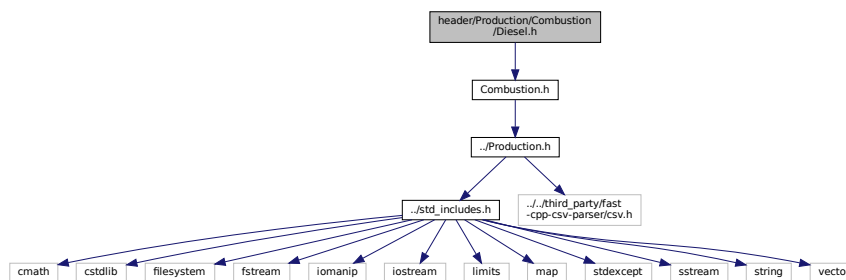 header/Production/Combustion
/Diesel.h
Combustion.h
../Production.h
../std_includes.h
../../third_party/fast
-cpp-csv-parser/csv.h
cmath
cstdlib
filesystem
fstream
iomanip
iostream
limits
map
stdexcept
sstream
string
vecto